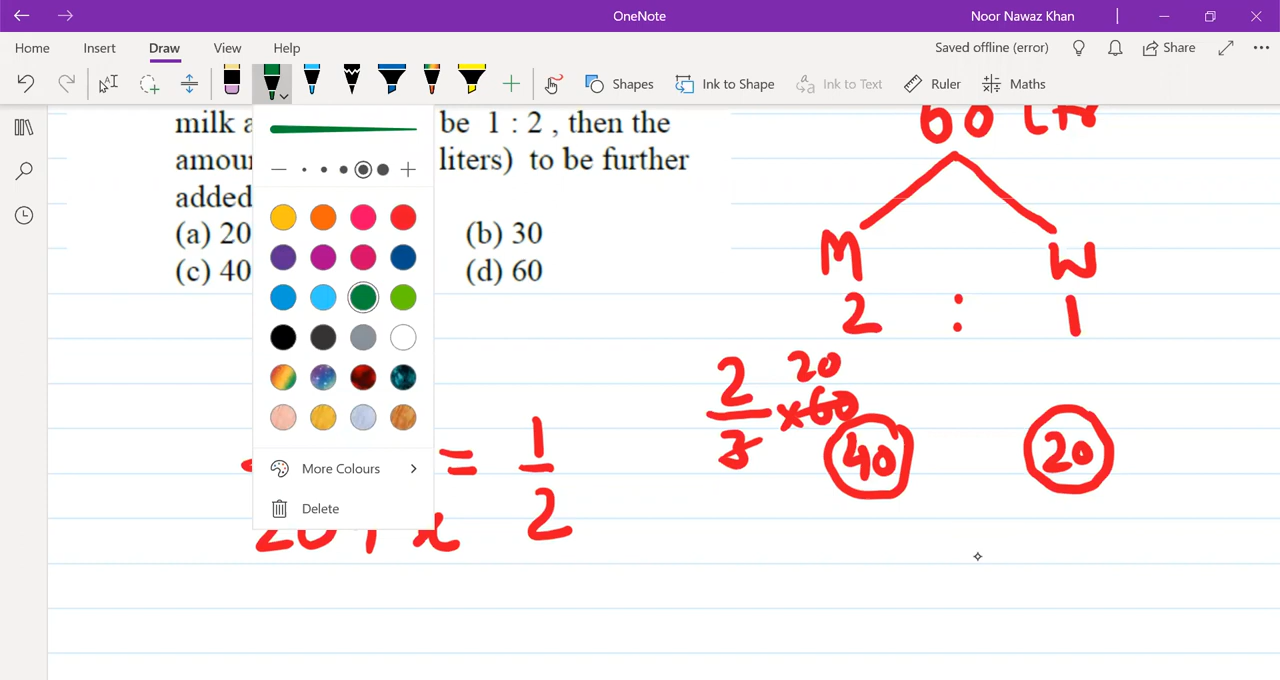 OneNote
Noor Nawaz Khan
Home Insert Draw View Help
Saved offline (error)
Share
Shapes
Ink to Shape
Ink to Text
Ruler
Maths
milk a be 1 : 2 , then the
amour liters) to be further
added
(a) 20 (b) 30
(c) 40 (d) 60
More Colours
Delete
60 Ltr
M W
2 : 1
2/3 × 60 20
40 20
= 1/2
20 + x